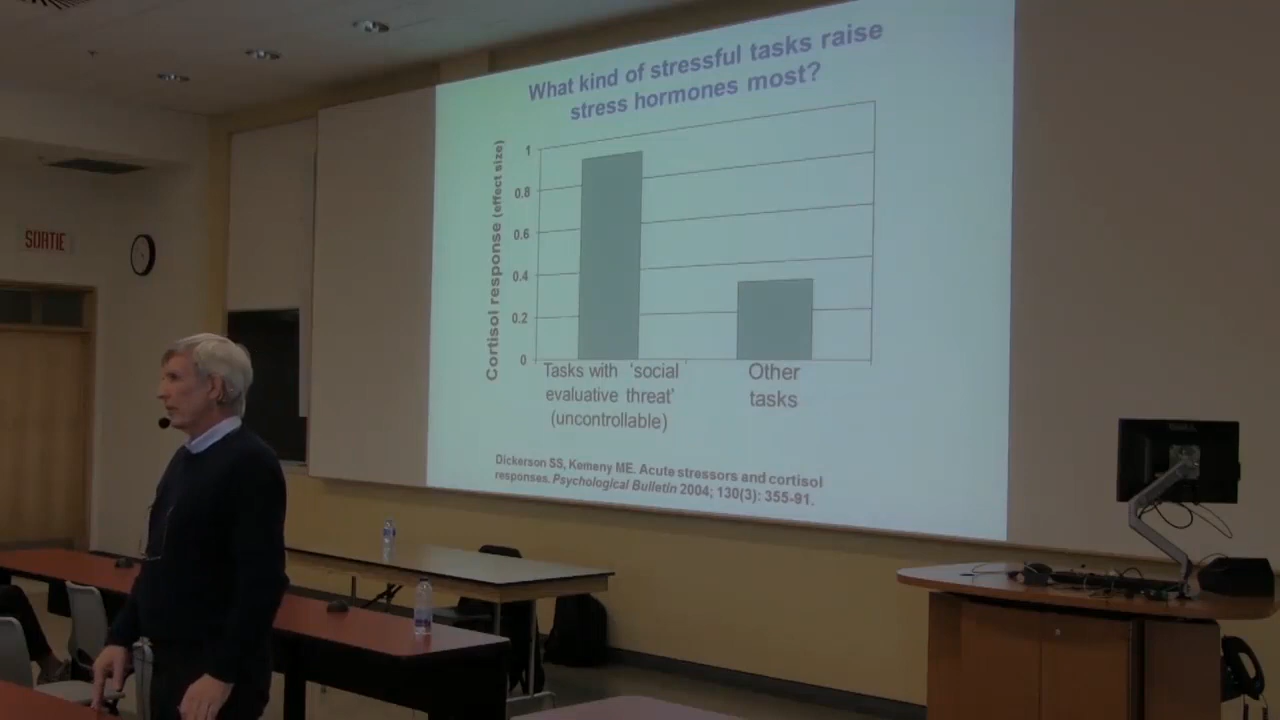 What kind of stressful tasks raise
stress hormones most?
Cortisol response (effect size)
1
0.8
0.6
0.4
0.2
0
Tasks with 'social
evaluative threat'
(uncontrollable)
Other
tasks
Dickerson SS, Kemeny ME. Acute stressors and cortisol
responses. Psychological Bulletin 2004; 130(3): 355-91.
SORTIE